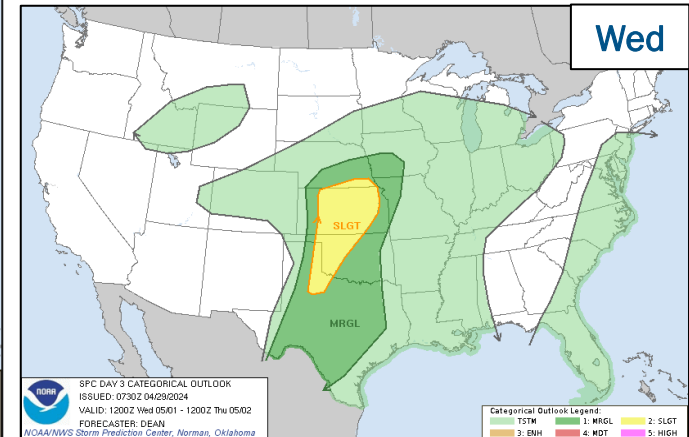 Wed
SLGT
MRGL
NOAA
SPC DAY 3 CATEGORICAL OUTLOOK
ISSUED: 0730Z 04/29/2024
VALID: 1200Z Wed 05/01 - 1200Z Thu 05/02
FORECASTER: DEAN
NOAA/NWS Storm Prediction Center, Norman, Oklahoma
Categorical Outlook Legend:
TSTM 1: MRGL 2: SLGT
3: ENH 4: MDT 5: HIGH